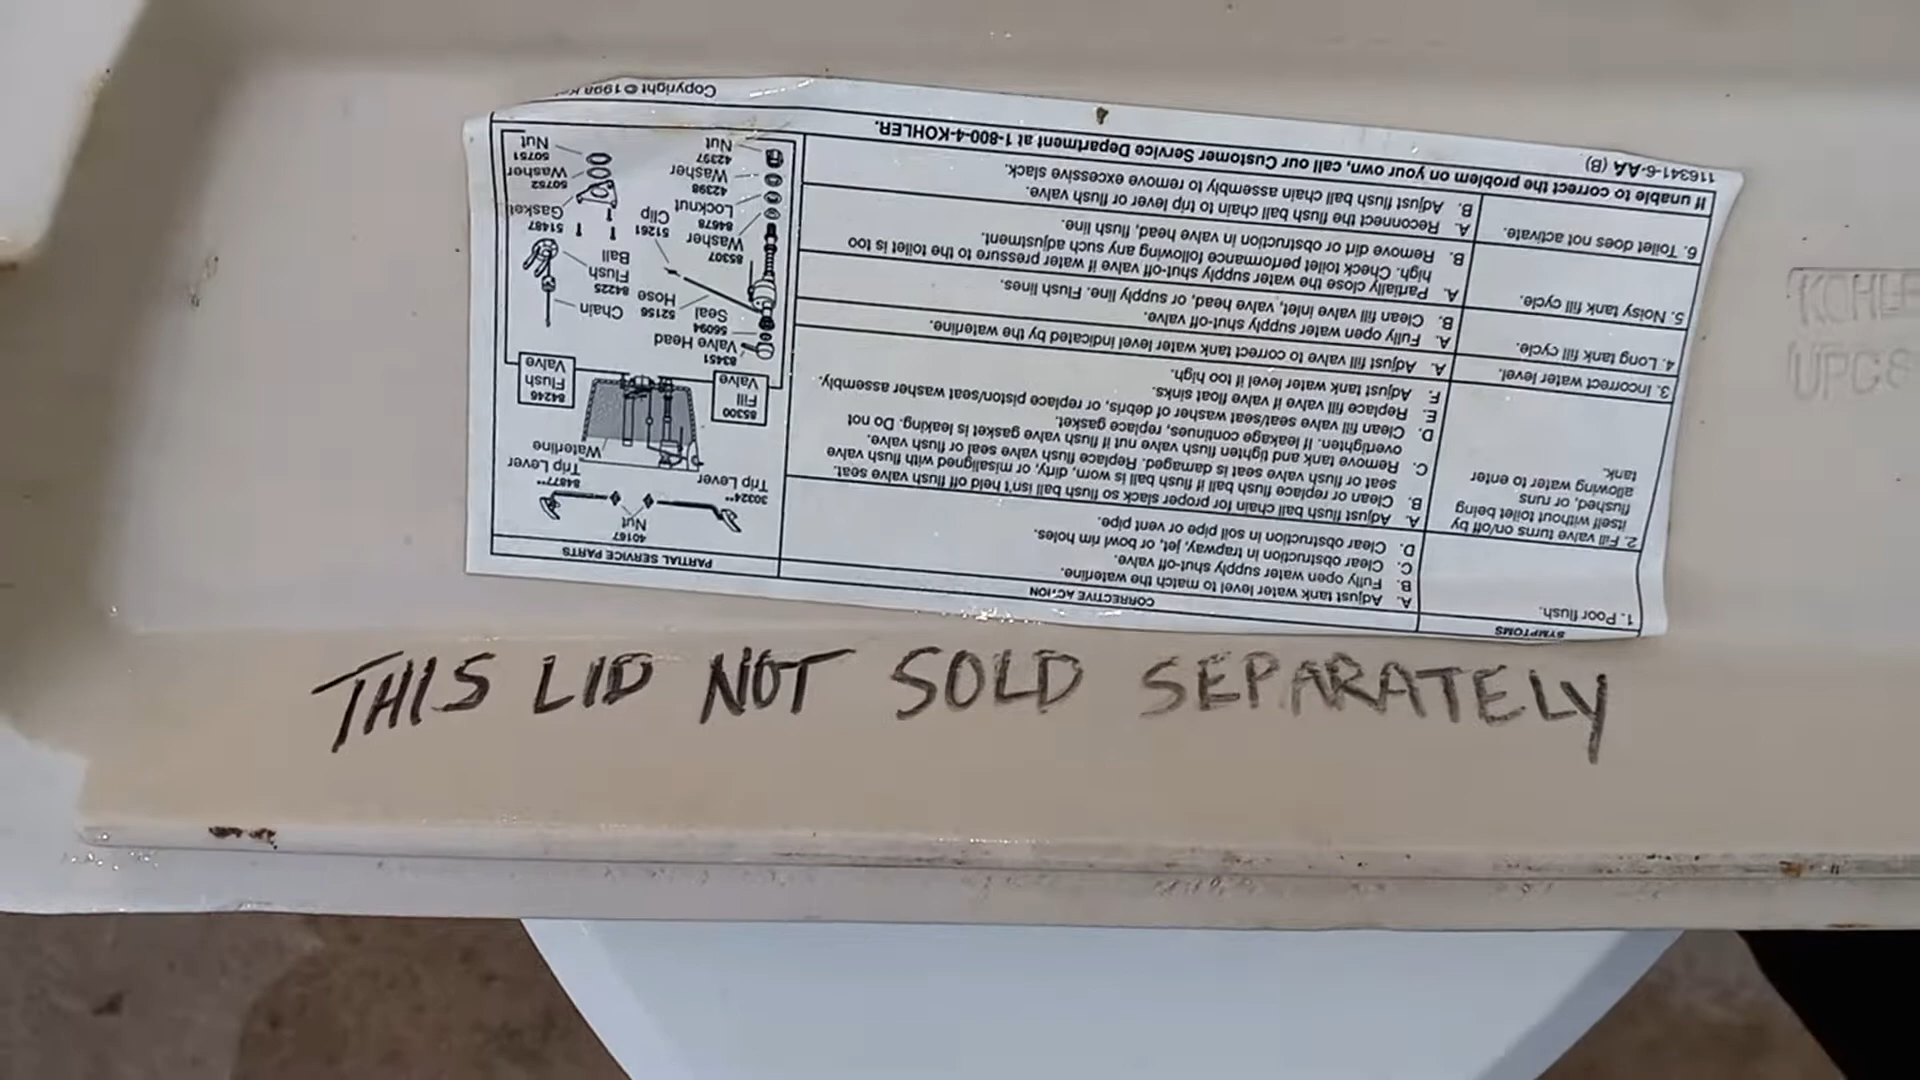 THIS LID NOT SOLD SEPARATELY
SYMPTOMS
CORRECTIVE ACTION
1. Poor flush.
A. Adjust tank water level to match the waterline.
B. Fully open water supply shut-off valve.
C. Clear obstruction in trapway, jet, or bowl rim holes.
D. Clear obstruction in soil pipe or vent pipe.
2. Fill valve turns on/off by
itself without toilet being
flushed, or runs
allowing water to enter
tank.
A. Adjust flush ball chain for proper slack so flush ball isn't held off flush valve seat.
B. Clean or replace flush ball if flush ball is worn, dirty, or misaligned with flush valve
seat or flush valve seat is damaged. Replace flush valve seal or flush valve.
C. Remove tank and tighten flush valve nut if flush valve gasket is leaking. Do not
overtighten. If leakage continues, replace gasket.
D. Clean fill valve seal/seat washer of debris, or replace piston/seat washer assembly.
E. Replace fill valve if valve float sinks.
F. Adjust tank water level if too high.
3. Incorrect water level.
A. Adjust fill valve to correct tank water level indicated by the waterline.
4. Long tank fill cycle.
A. Fully open water supply shut-off valve.
B. Clean fill valve inlet, valve head, or supply line. Flush lines.
5. Noisy tank fill cycle.
A. Partially close the water supply shut-off valve if water pressure to the toilet is too
high. Check toilet performance following any such adjustment.
B. Remove dirt or obstruction in valve head, flush line.
6. Toilet does not activate.
A. Reconnect the flush ball chain to trip lever or flush valve.
B. Adjust flush ball chain assembly to remove excessive slack.
If unable to correct the problem on your own, call our Customer Service Department at 1-800-4-KOHLER.
116341-6-AA (B)
PARTIAL SERVICE PARTS
40167
Nut
30324**
Trip Lever
84877**
Trip Lever
Waterline
85300
Fill
Valve
84246
Flush
Valve
83451
Valve Head
56094
Seal
52156
Hose
Chain
84225
Flush
Ball
85307
Washer
51261
Clip
51487
Gasket
84678
Locknut
42398
Washer
50752
Washer
42397
Nut
50751
Nut
Copyright © 1998
UPC